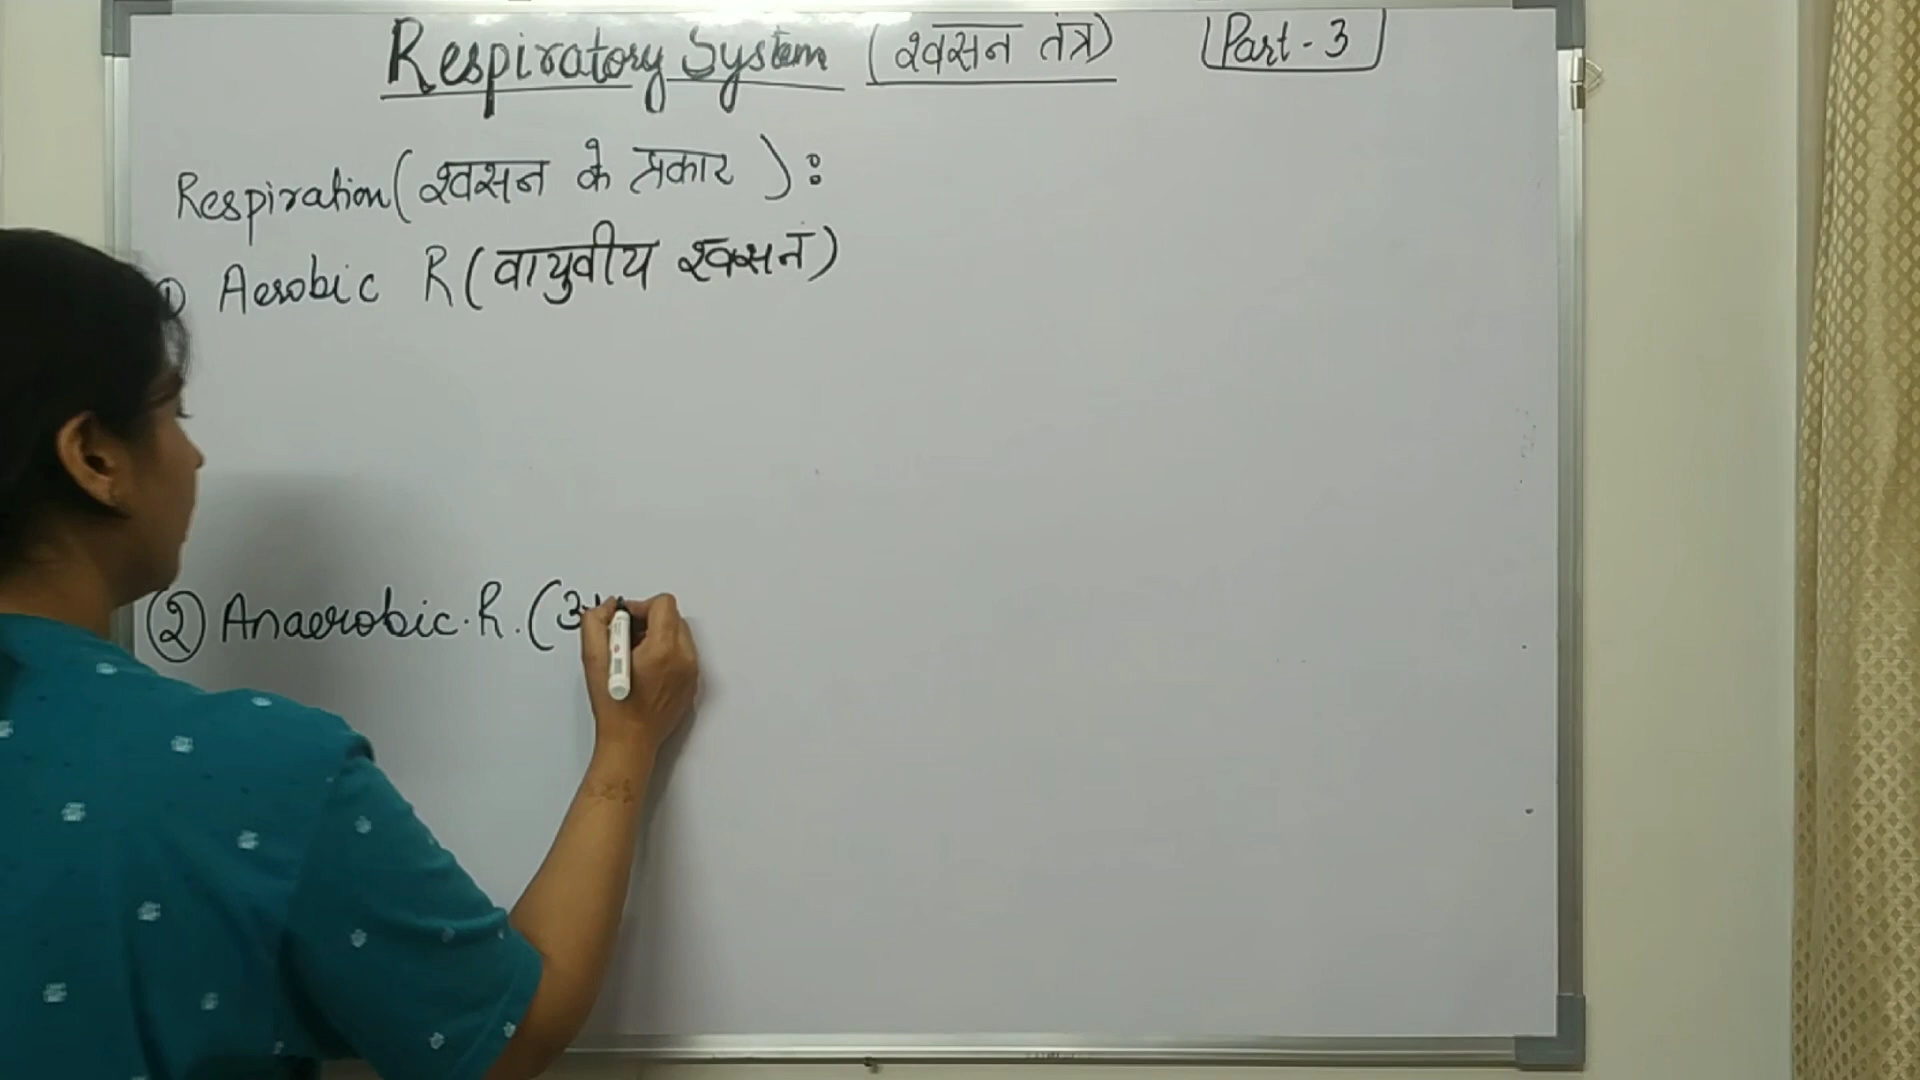 Respiratory System (श्वसन तंत्र) Part - 3
Respiration (श्वसन के प्रकार ) :
① Aerobic R (वायुवीय श्वसन)
② Anaerobic. R. (